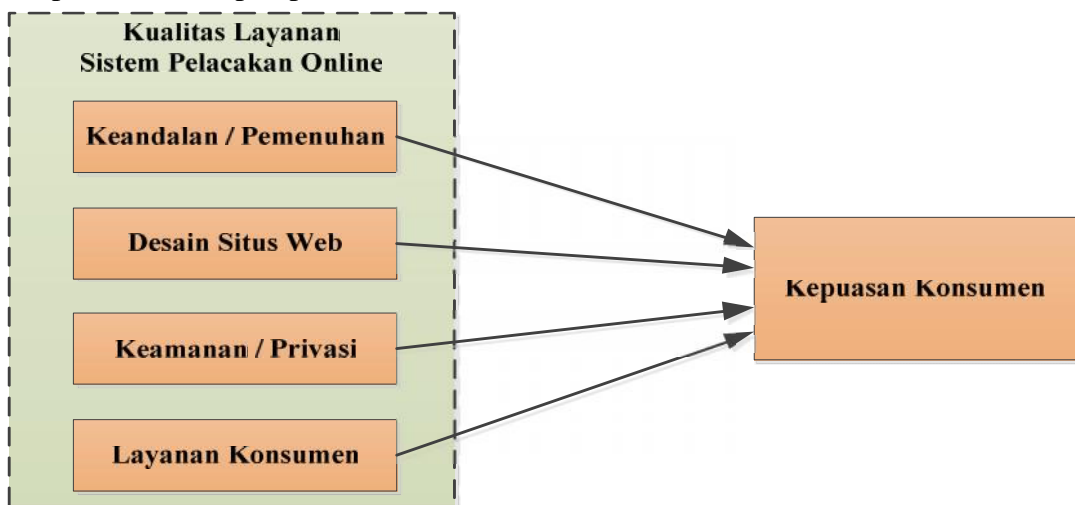 Kualitas Layanan
Sistem Pelacakan Online
Keandalan / Pemenuhan
Desain Situs Web
Keamanan / Privasi
Layanan Konsumen
Kepuasan Konsumen